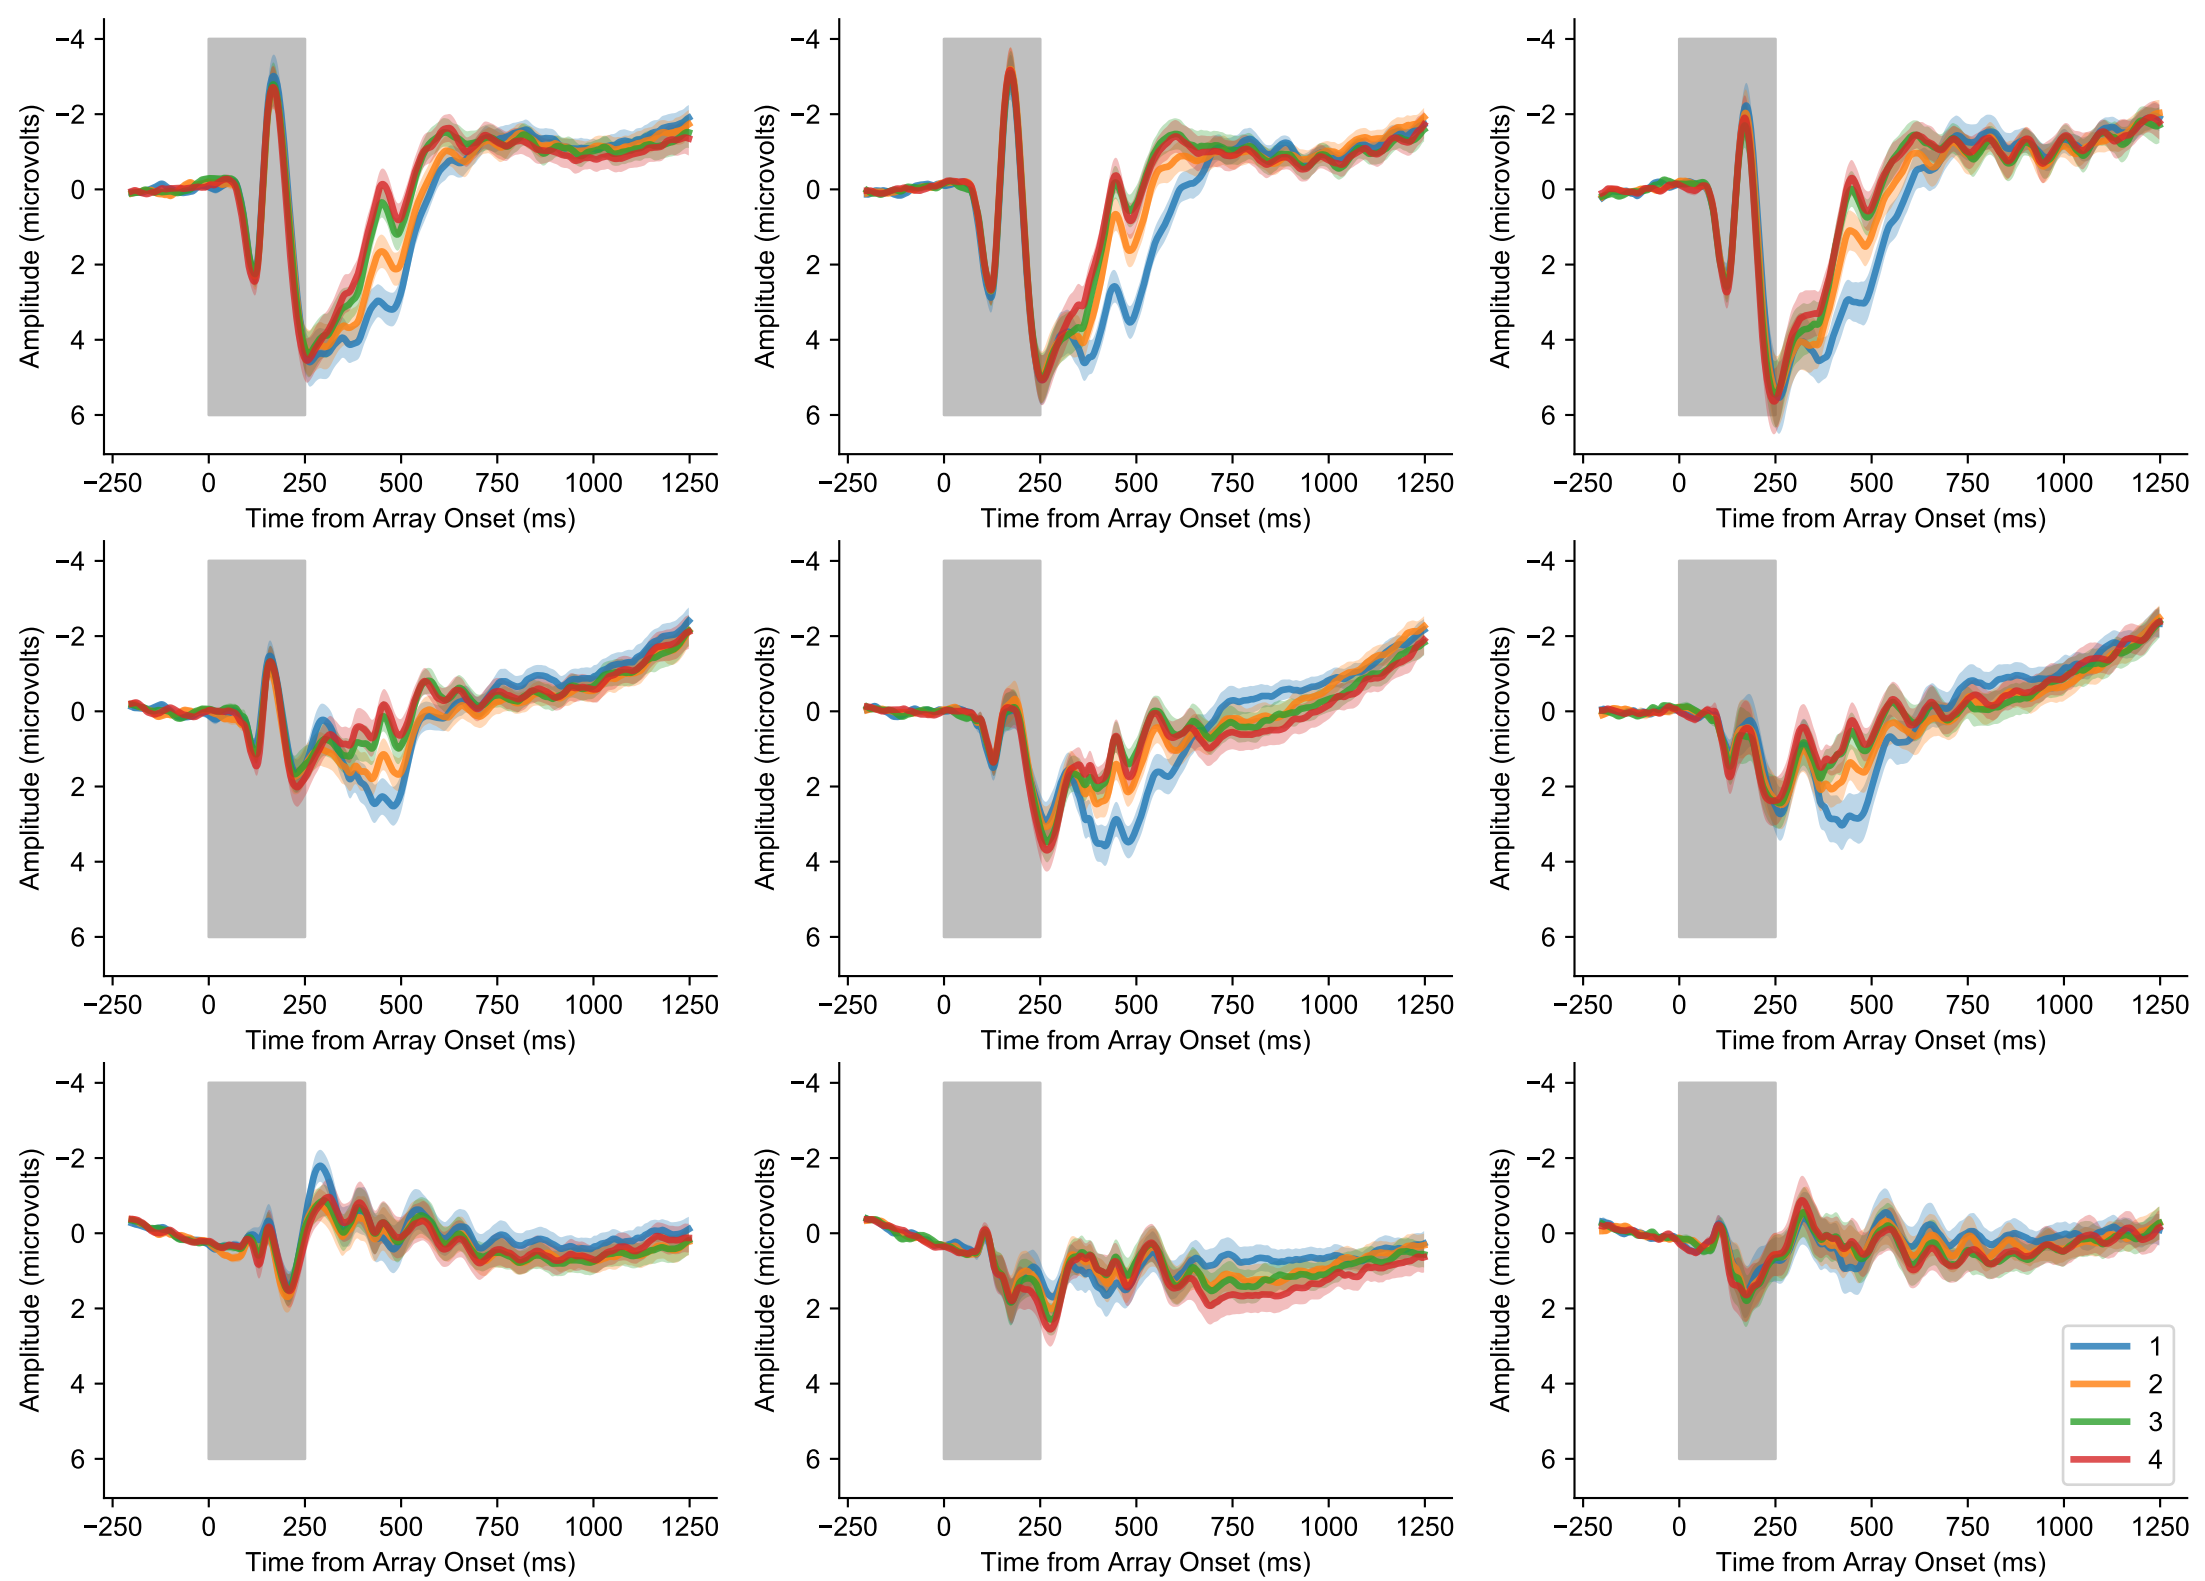 −4 −4 −4
−2 −2 −2
0 0 0
2 2 2
4 4 4
6 6 6
Amplitude (microvolts) Amplitude (microvolts) Amplitude (microvolts)
−250 0 250 500 750 1000 1250 −250 0 250 500 750 1000 1250 −250 0 250 500 750 1000 1250
Time from Array Onset (ms) Time from Array Onset (ms) Time from Array Onset (ms)
−4 −4 −4
−2 −2 −2
0 0 0
2 2 2
4 4 4
6 6 6
Amplitude (microvolts) Amplitude (microvolts) Amplitude (microvolts)
−250 0 250 500 750 1000 1250 −250 0 250 500 750 1000 1250 −250 0 250 500 750 1000 1250
Time from Array Onset (ms) Time from Array Onset (ms) Time from Array Onset (ms)
−4 −4 −4
−2 −2 −2
0 0 0
2 2 2
4 4 4
6 6 6
Amplitude (microvolts) Amplitude (microvolts) Amplitude (microvolts)
1
2
3
4
−250 0 250 500 750 1000 1250 −250 0 250 500 750 1000 1250 −250 0 250 500 750 1000 1250
Time from Array Onset (ms) Time from Array Onset (ms) Time from Array Onset (ms)